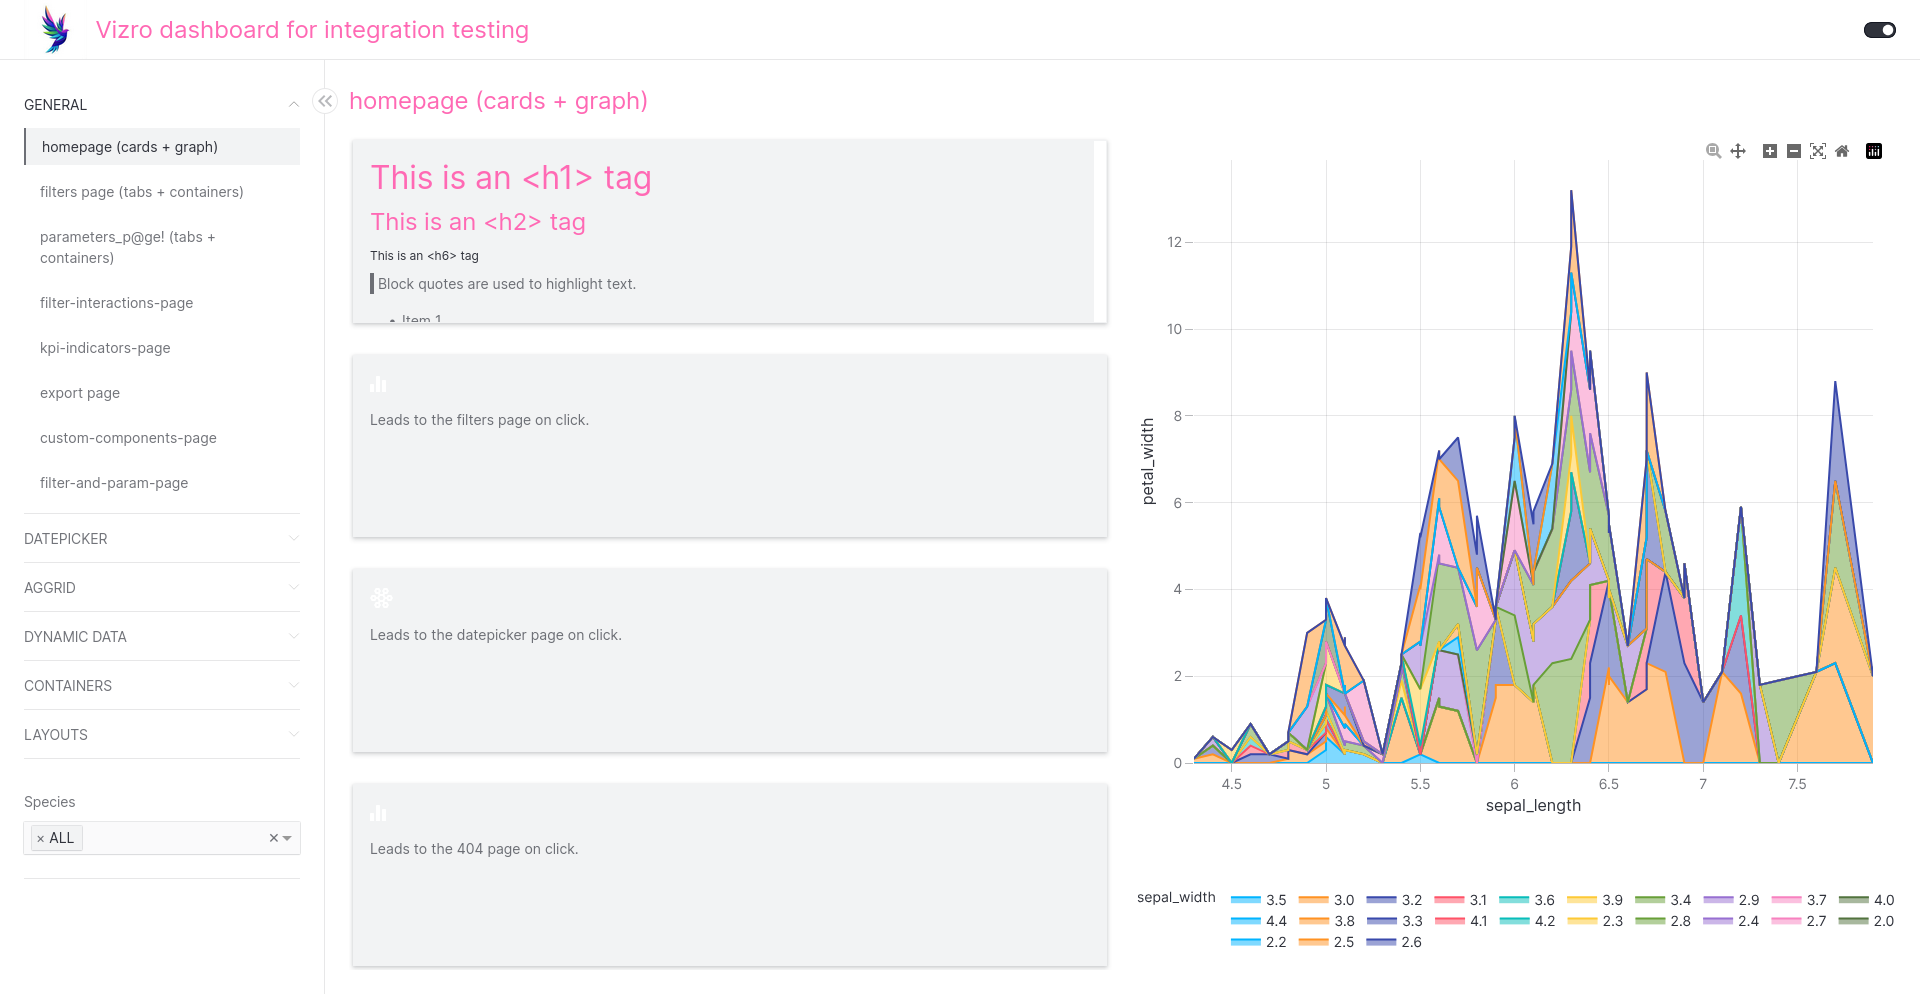 Vizro dashboard for integration testing
GENERAL
homepage (cards + graph)
filters page (tabs + containers)
parameters_p@ge! (tabs +
containers)
filter-interactions-page
kpi-indicators-page
export page
custom-components-page
filter-and-param-page
DATEPICKER
AGGRID
DYNAMIC DATA
CONTAINERS
LAYOUTS
Species
× ALL
homepage (cards + graph)
This is an <h1> tag
This is an <h2> tag
This is an <h6> tag
Block quotes are used to highlight text.
• Item 1
Leads to the filters page on click.
Leads to the datepicker page on click.
Leads to the 404 page on click.
petal_width
12
10
8
6
4
2
0
4.5 5 5.5 6 6.5 7 7.5
sepal_length
sepal_width
3.5 3.0 3.2 3.1 3.6 3.9 3.4 2.9 3.7 4.0
4.4 3.8 3.3 4.1 4.2 2.3 2.8 2.4 2.7 2.0
2.2 2.5 2.6